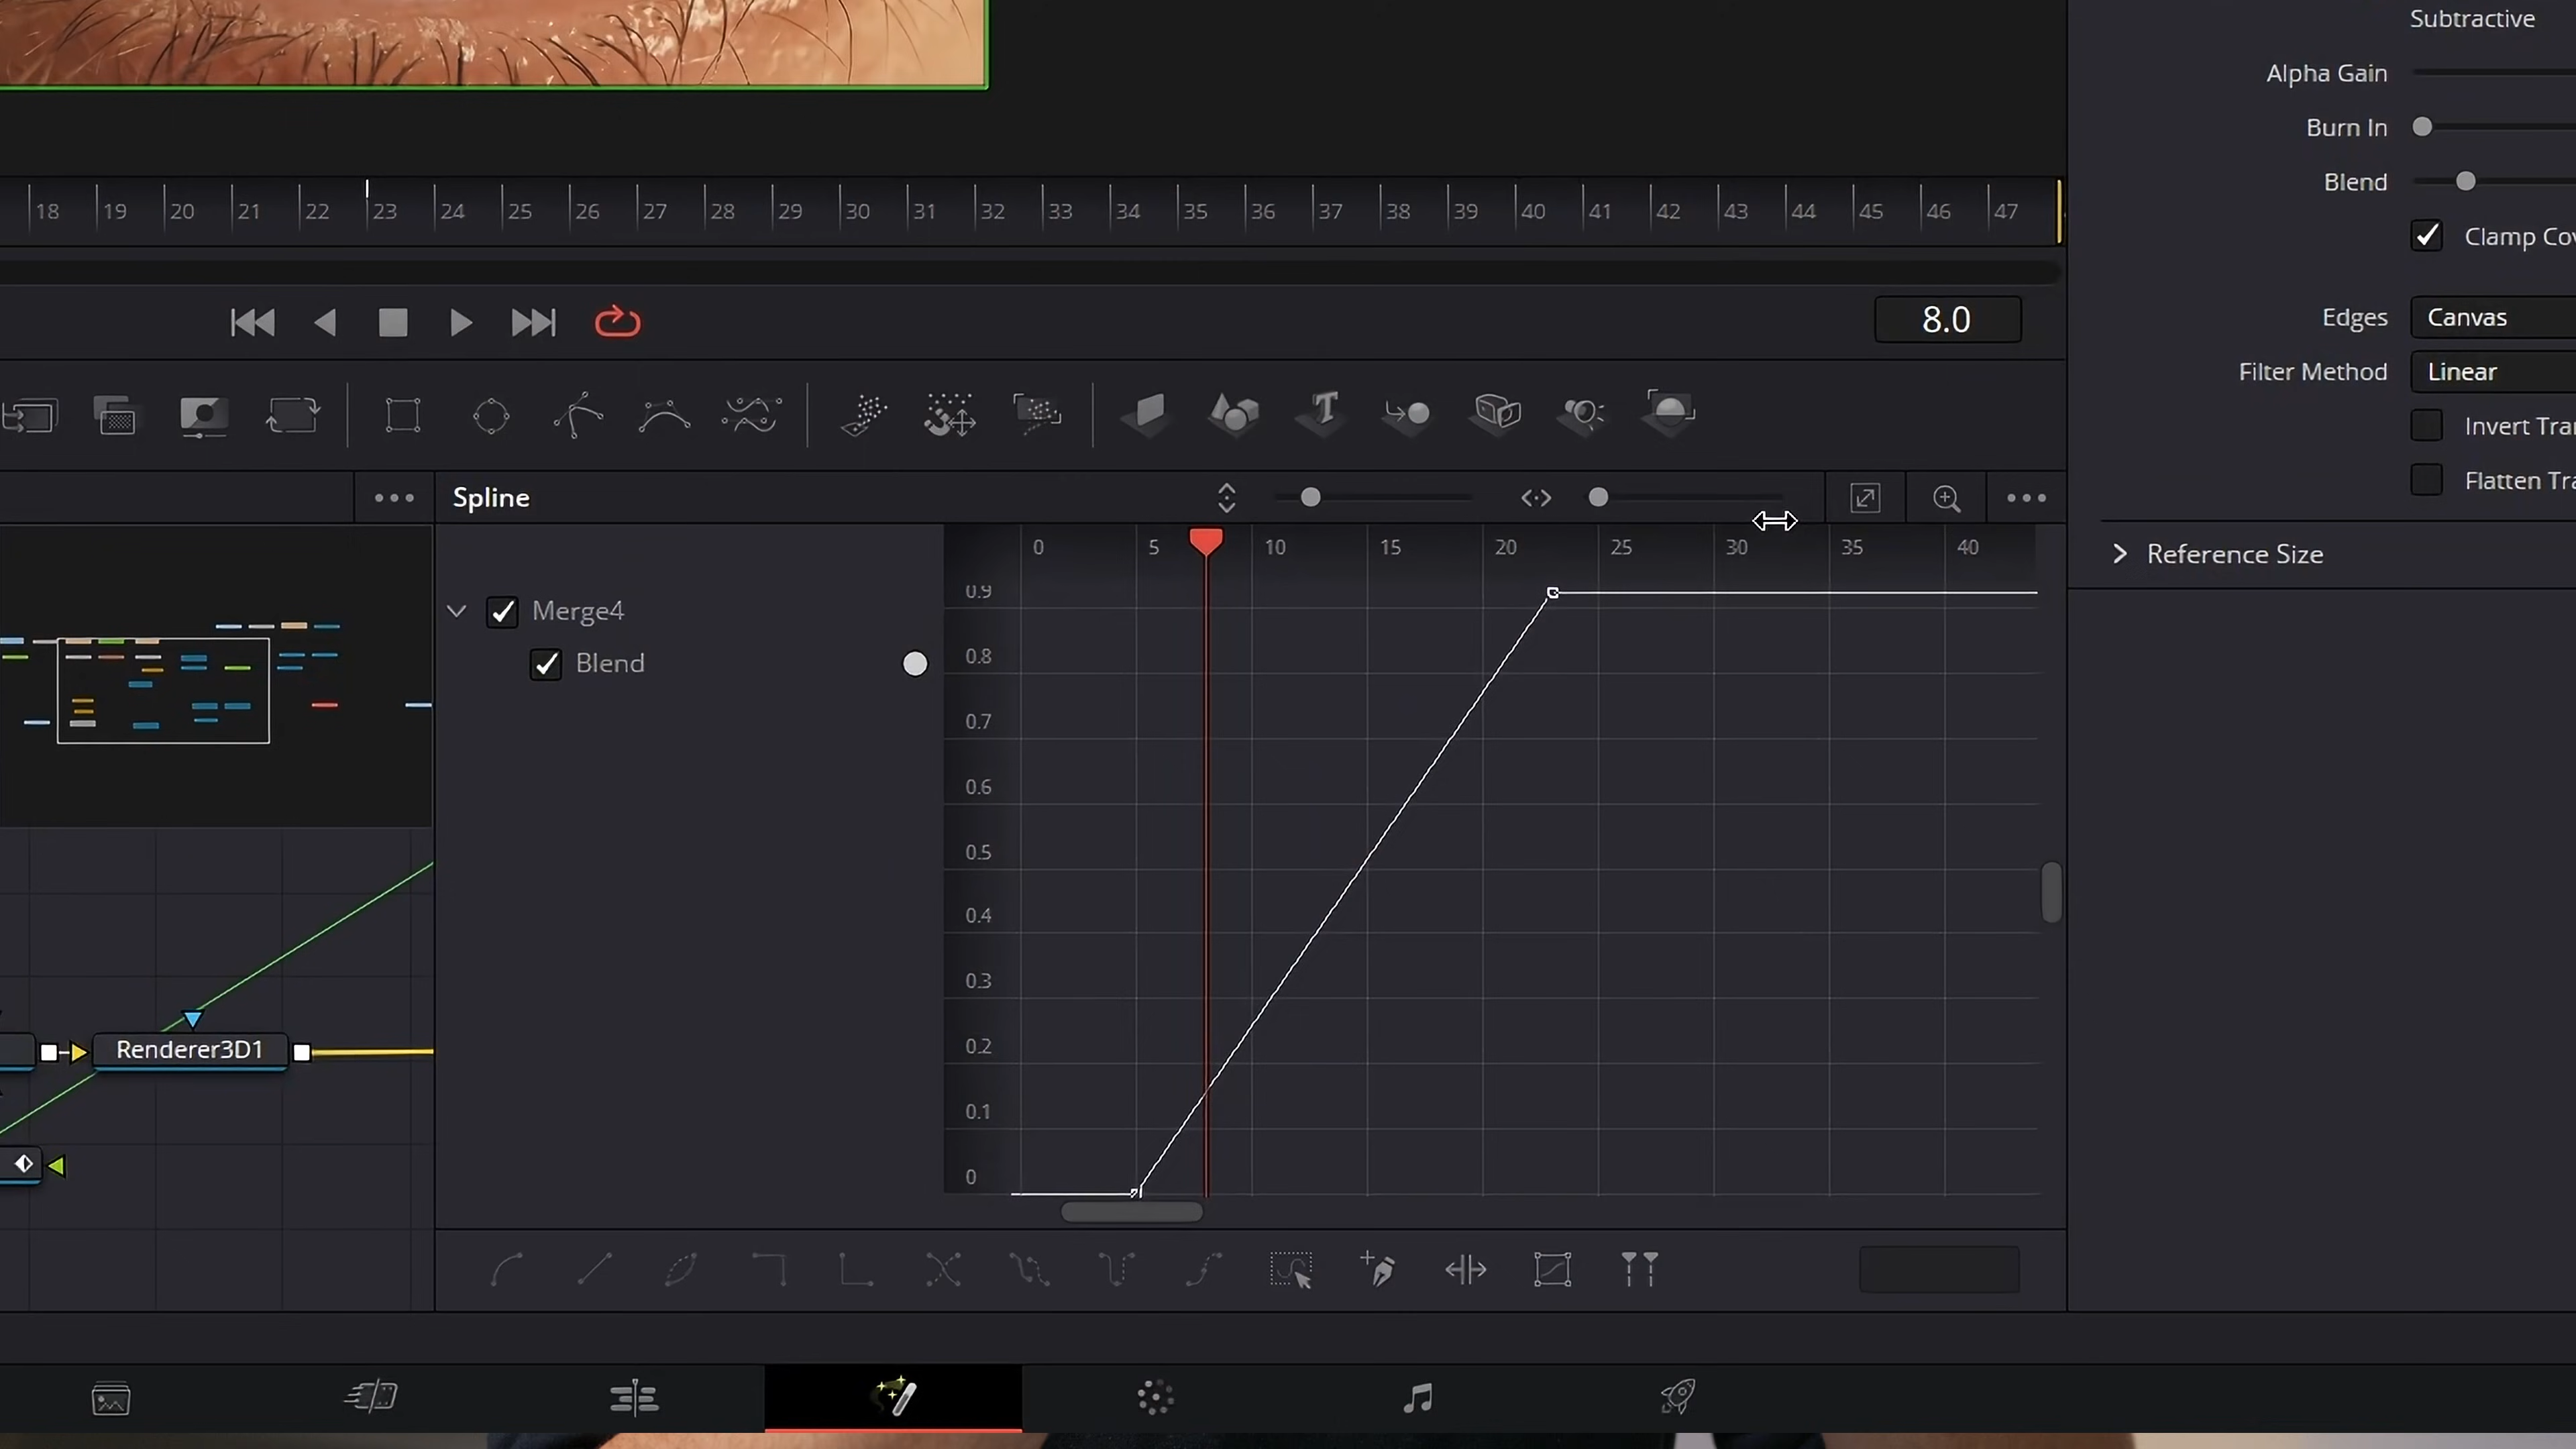 Subtractive
Alpha Gain
Burn In
Blend
18 19 20 21 22 23 24 25 26 27 28 29 30 31 32 33 34 35 36 37 38 39 40 41 42 43 44 45 46 47
Clamp Cov
8.0
Edges Canvas
Filter Method Linear
Invert Tra
Flatten Tra
Spline
0 5 10 15 20 25 30 35 40
Reference Size
0.9
Merge4
Blend
0.8
0.7
0.6
0.5
0.4
0.3
0.2
Renderer3D1
0.1
0